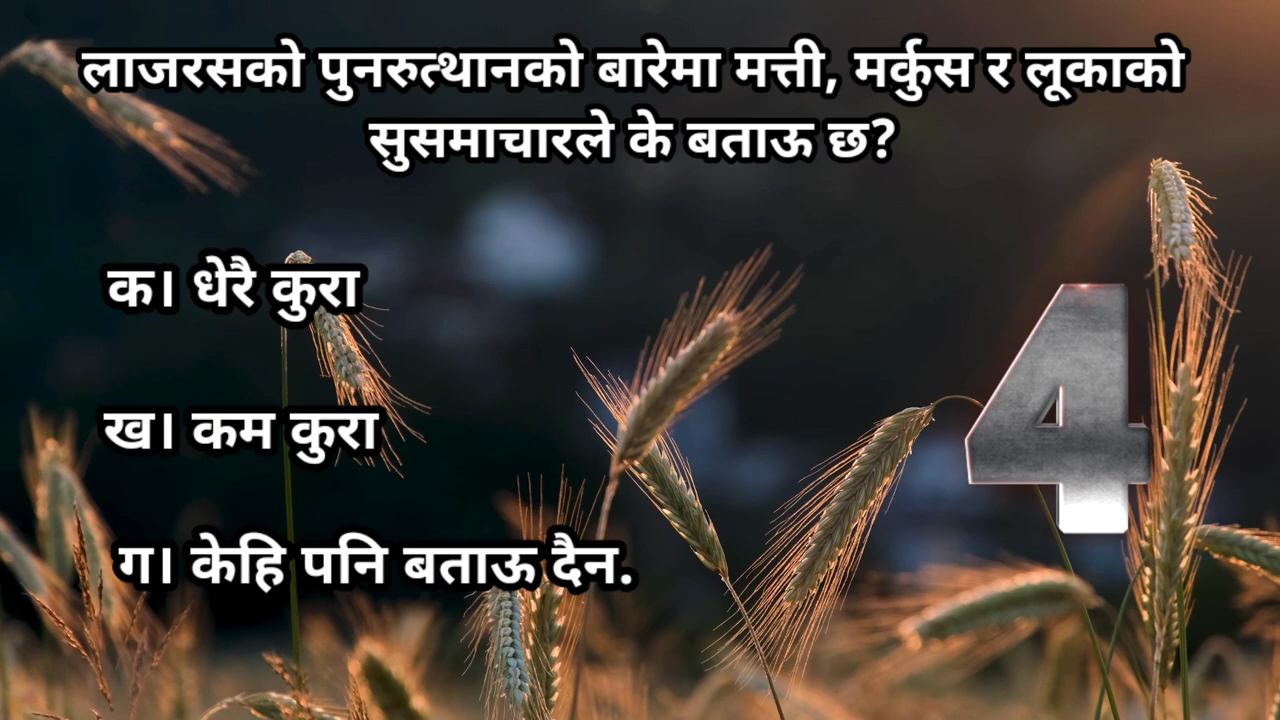 लाजरसको पुनरुत्थानको बारेमा मत्ती, मर्कुस र लूकाको
सुसमाचारले के बताऊ छ?
क। धेरै कुरा
ख। कम कुरा
4
ग। केहि पनि बताऊ दैन.